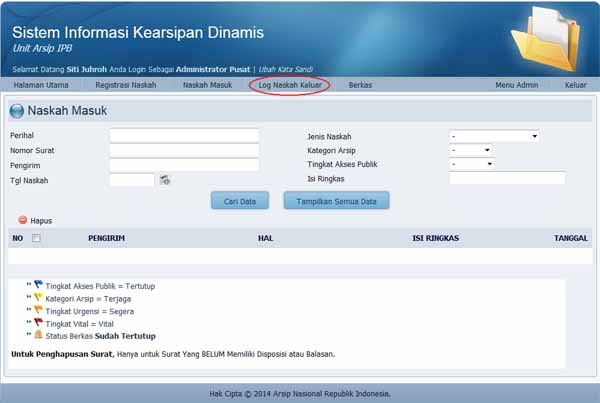 Sistem Informasi Kearsipan Dinamis
Unit Arsip IPB
Selamat Datang Siti Juhroh Anda Login Sebagai Administrator Pusat | Ubah Kata Sandi
Halaman Utama Registrasi Naskah Naskah Masuk Log Naskah Keluar Berkas Menu Admin Keluar
Naskah Masuk
Perihal Jenis Naskah -
Nomor Surat Kategori Arsip -
Pengirim Tingkat Akses Publik -
Tgl Naskah Isi Ringkas
Cari Data Tampilkan Semua Data
Hapus
NO PENGIRIM HAL ISI RINGKAS TANGGAL
" Tingkat Akses Publik = Tertutup
" Kategori Arsip = Terjaga
" Tingkat Urgensi = Segera
" Tingkat Vital = Vital
" Status Berkas Sudah Tertutup
Untuk Penghapusan Surat, Hanya untuk Surat Yang BELUM Memiliki Disposisi atau Balasan.
Hak Cipta © 2014 Arsip Nasional Republik Indonesia.